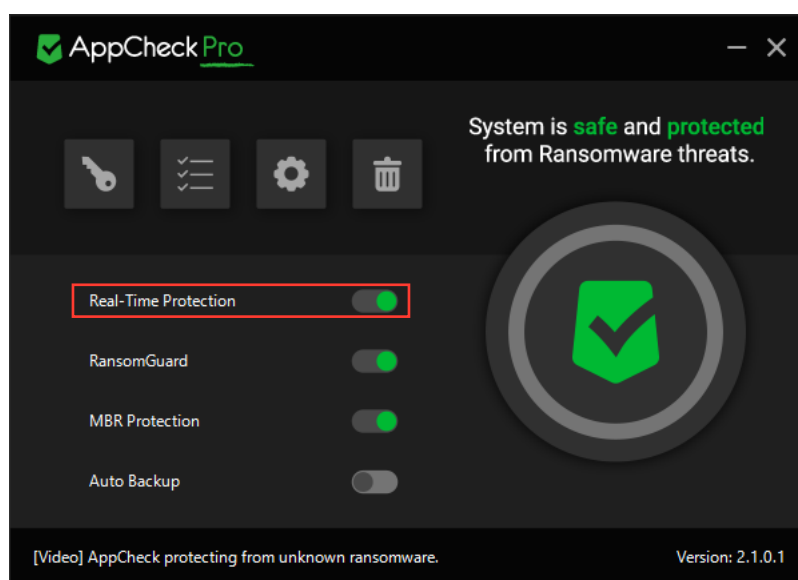 AppCheck Pro
System is safe and protected
from Ransomware threats.
Real-Time Protection
RansomGuard
MBR Protection
Auto Backup
[Video] AppCheck protecting from unknown ransomware.
Version: 2.1.0.1